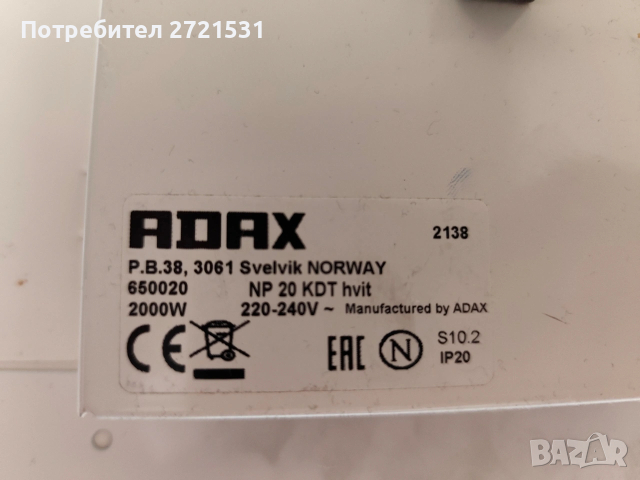 Потребител 2721531
ADAX
2138
P.B.38, 3061 Svelvik NORWAY
650020 NP 20 KDT hvit
2000W 220-240V ~ Manufactured by ADAX
CE EAC N S10.2
IP20
BAZAR